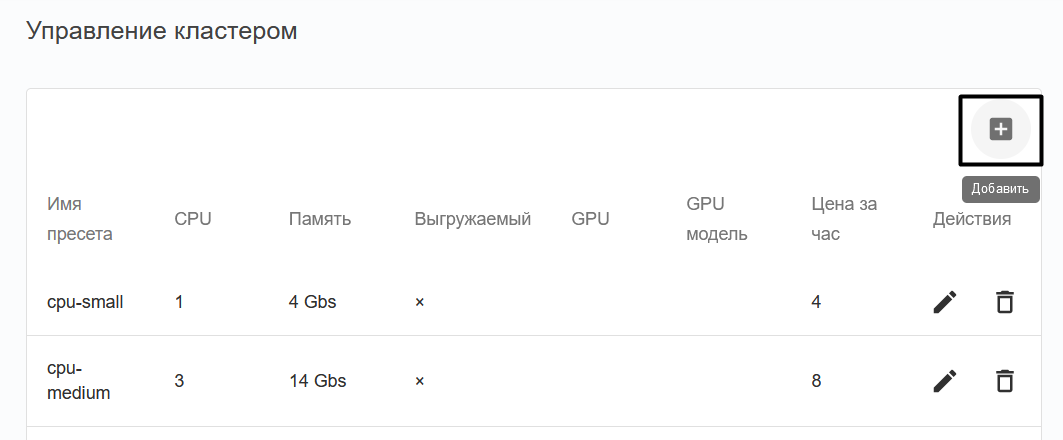 Управление кластером
Добавить
Имя
пресета
CPU
Память
Выгружаемый
GPU
GPU
модель
Цена за
час
Действия
cpu-small
1
4 Gbs
×
4
cpu-
medium
3
14 Gbs
×
8